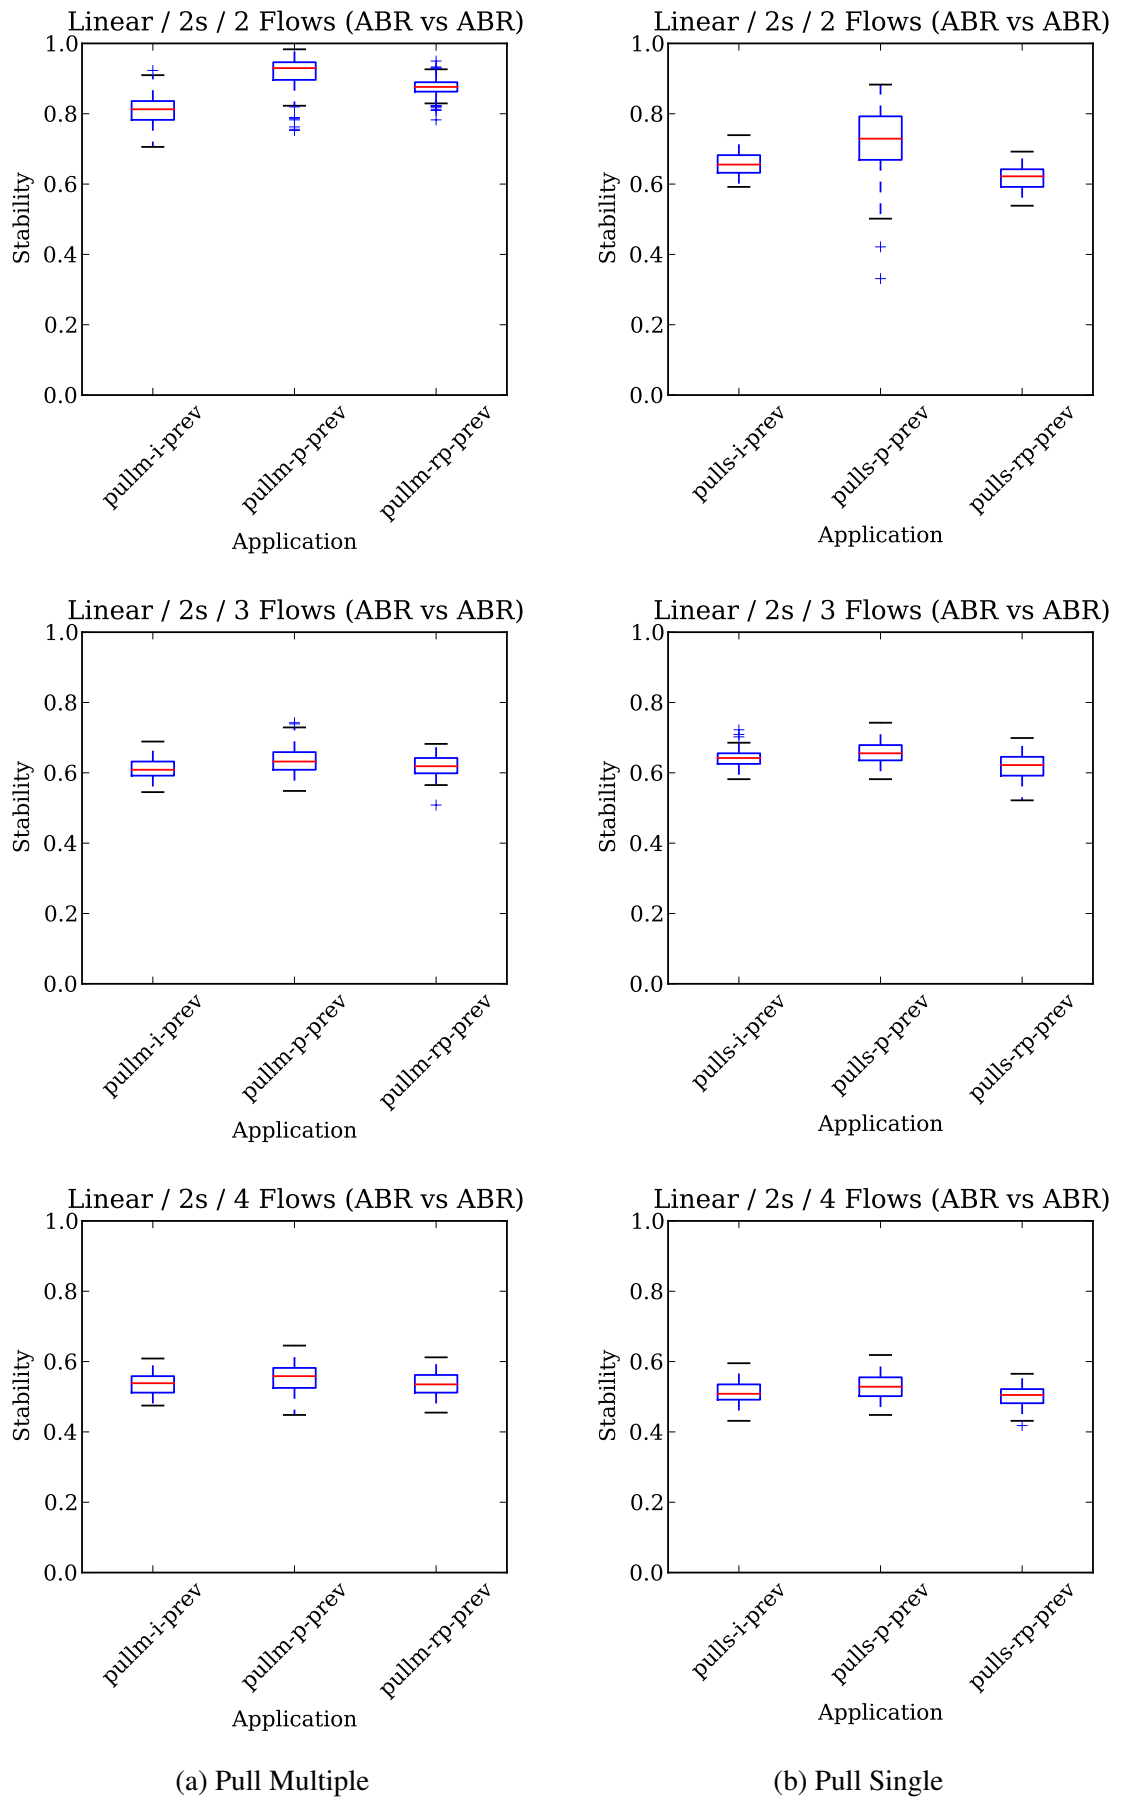 Linear / 2s / 2 Flows (ABR vs ABR)
1.0
0.8
0.6
0.4
0.2
0.0
Stability
pullm-i-prev
pullm-p-prev
pullm-rp-prev
Application
Linear / 2s / 2 Flows (ABR vs ABR)
1.0
0.8
0.6
0.4
0.2
0.0
Stability
pulls-i-prev
pulls-p-prev
pulls-rp-prev
Application
Linear / 2s / 3 Flows (ABR vs ABR)
1.0
0.8
0.6
0.4
0.2
0.0
Stability
pullm-i-prev
pullm-p-prev
pullm-rp-prev
Application
Linear / 2s / 3 Flows (ABR vs ABR)
1.0
0.8
0.6
0.4
0.2
0.0
Stability
pulls-i-prev
pulls-p-prev
pulls-rp-prev
Application
Linear / 2s / 4 Flows (ABR vs ABR)
1.0
0.8
0.6
0.4
0.2
0.0
Stability
pullm-i-prev
pullm-p-prev
pullm-rp-prev
Application
Linear / 2s / 4 Flows (ABR vs ABR)
1.0
0.8
0.6
0.4
0.2
0.0
Stability
pulls-i-prev
pulls-p-prev
pulls-rp-prev
Application
(a) Pull Multiple
(b) Pull Single